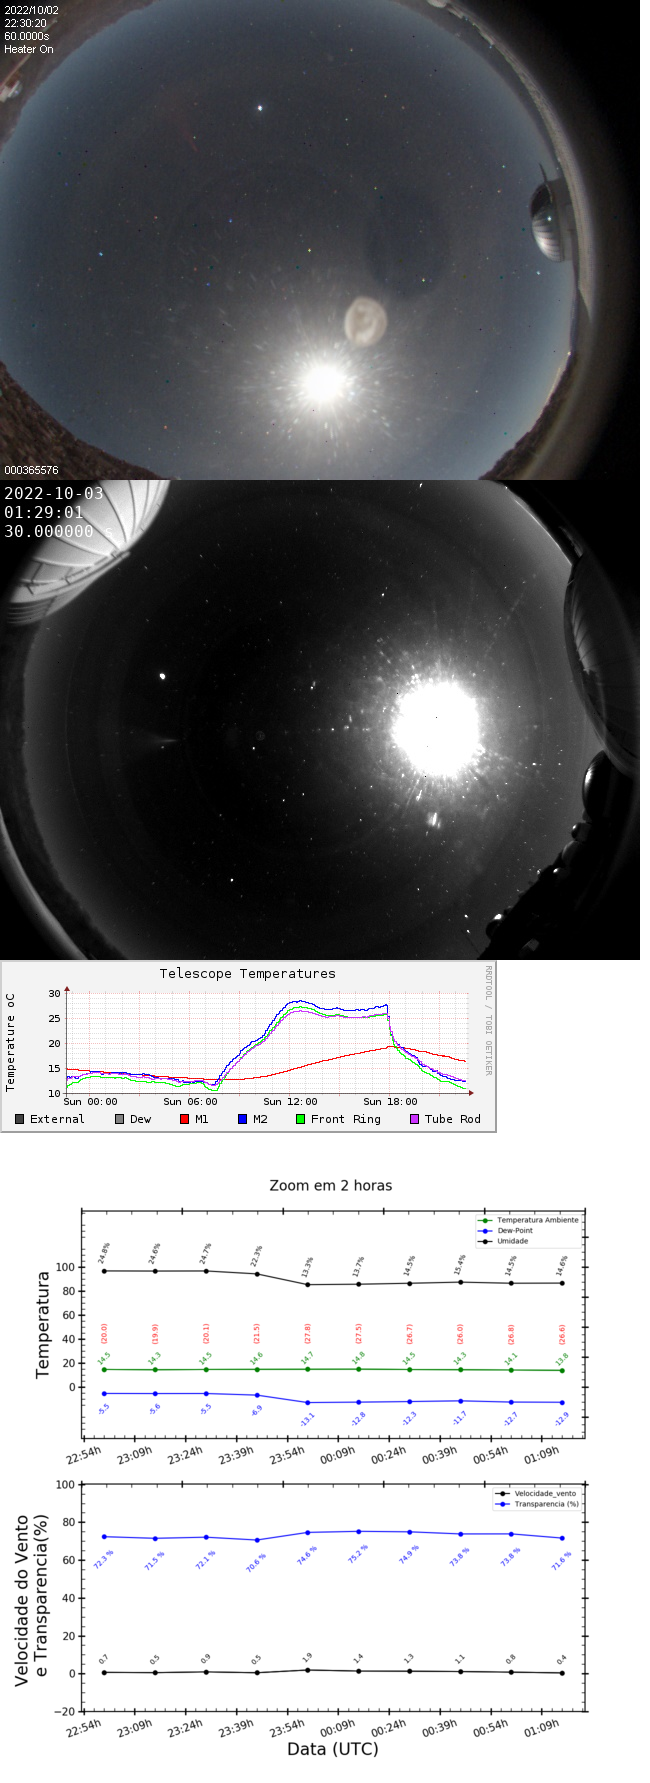 2022/10/02
22:30:20
60.0000s
Heater On
000365576
2022-10-03
01:29:01
30.000000 s
Telescope Temperatures
RRDTOOL / TOBI OETIKER
Temperature oC
30
25
20
15
10
Sun 00:00 Sun 06:00 Sun 12:00 Sun 18:00
External Dew M1 M2 Front Ring Tube Rod
Zoom em 2 horas
Temperatura Ambiente
Dew-Point
Umidade
Temperatura
100
80
60
40
20
0
24.8% 24.6% 24.7% 22.3% 13.3% 13.7% 14.5% 15.4% 14.5% 14.6%
(20.0) (19.9) (20.1) (21.5) (27.8) (27.5) (26.7) (26.0) (26.8) (26.6)
14.5 14.3 14.5 14.6 14.7 14.8 14.5 14.3 14.1 13.8
-5.5 -5.6 -5.5 -6.9 -13.1 -12.8 -12.3 -11.7 -12.7 -12.9
22:54h 23:09h 23:24h 23:39h 23:54h 00:09h 00:24h 00:39h 00:54h 01:09h
Velocidade_vento
Transparencia (%)
Velocidade do Vento
e Transparencia(%)
100
80
60
40
20
0
−20
72.3 % 71.5 % 72.1 % 70.6 % 74.6 % 75.2 % 74.9 % 73.8 % 73.8 % 71.6 %
0.7 0.5 0.9 0.5 1.9 1.4 1.3 1.1 0.8 0.4
22:54h 23:09h 23:24h 23:39h 23:54h 00:09h 00:24h 00:39h 00:54h 01:09h
Data (UTC)